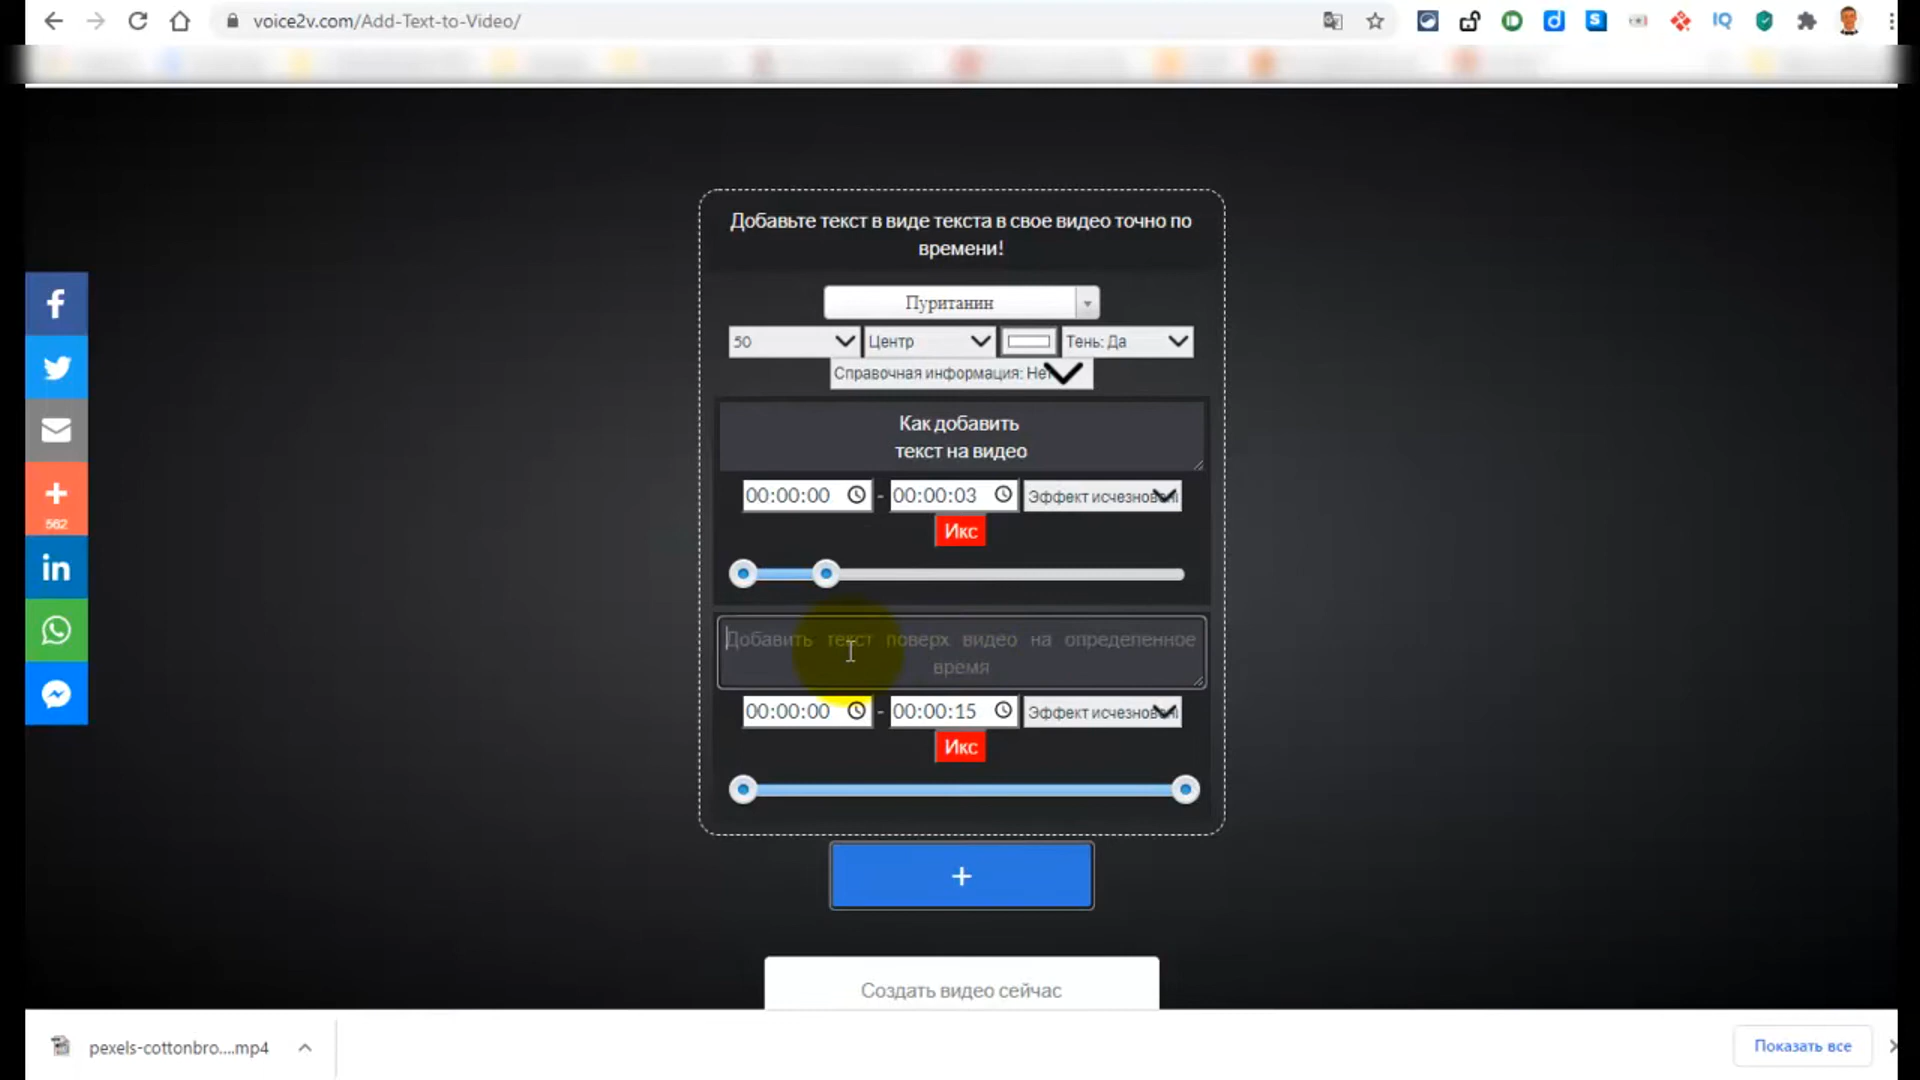 voice2v.com/Add-Text-to-Video/
Добавьте текст в виде текста в свое видео точно по
времени!
Пуританин
50
Центр
Тень: Да
Справочная информация: Нет
Как добавить
текст на видео
00:00:00 - 00:00:03 Эффект исчезновен
Икс
562
Добавить текст поверх видео на определенное
время
00:00:00 - 00:00:15 Эффект исчезновен
Икс
+
Создать видео сейчас
pexels-cottonbro....mp4
Показать все